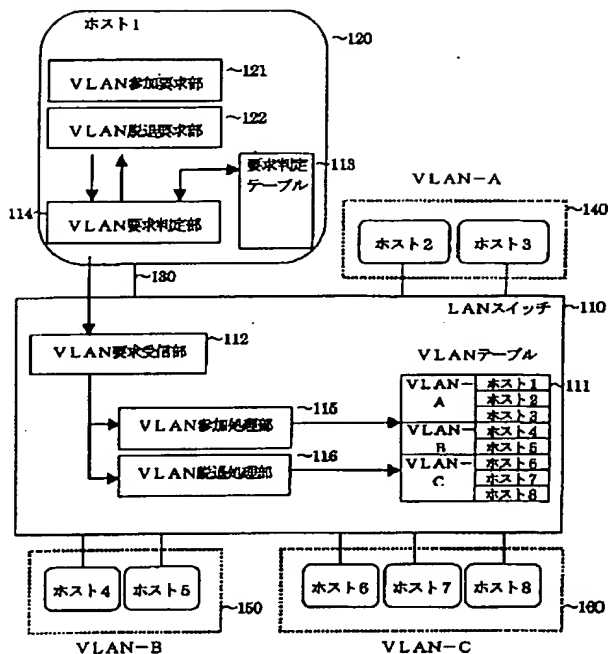 ホスト1
~120
VLAN参加要求部
~121
VLAN脱退要求部
~122
要求判定
テーブル
~113
114
VLAN要求判定部
VLAN-A
~140
ホスト2
ホスト3
~130
LANスイッチ
~110
VLAN要求受信部
~112
VLANテーブル
~111
VLAN-
A
ホスト1
ホスト2
ホスト3
VLAN-
B
ホスト4
ホスト5
VLAN-
C
ホスト6
ホスト7
ホスト8
VLAN参加処理部
~115
VLAN脱退処理部
~116
ホスト4
ホスト5
~150
VLAN-B
ホスト6
ホスト7
ホスト8
~160
VLAN-C